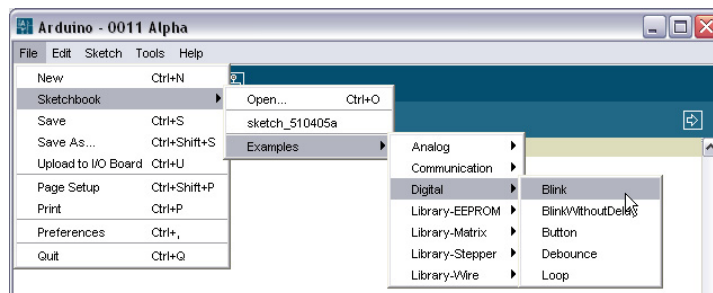 Arduino - 0011 Alpha
File Edit Sketch Tools Help
New Ctrl+N
Sketchbook
Save Ctrl+S
Save As... Ctrl+Shift+S
Upload to I/O Board Ctrl+U
Page Setup Ctrl+Shift+P
Print Ctrl+P
Preferences Ctrl+,
Quit Ctrl+Q
Open... Ctrl+O
sketch_510405a
Examples
Analog
Communication
Digital
Library-EEPROM
Library-Matrix
Library-Stepper
Library-Wire
Blink
BlinkWithoutDelay
Button
Debounce
Loop